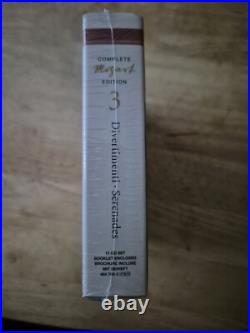 COMPLETE
Mozart
EDITION
3
Divertimenti · Serenades
11 CD SET
BOOKLET ENCLOSED
BROCHURE INCLUSE
MIT BEIHEFT